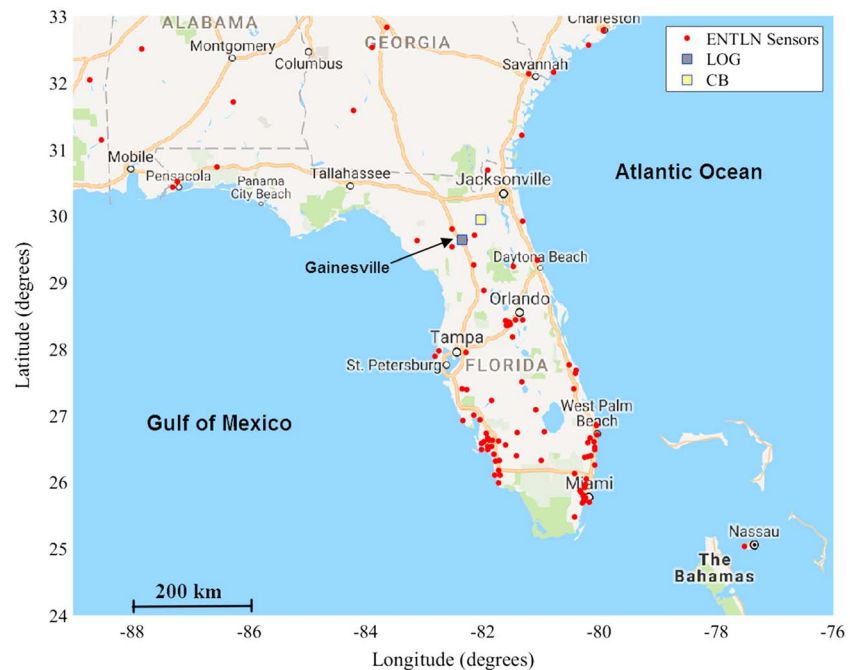 33
32
31
30
29
28
27
26
25
24
Latitude (degrees)
-88
-86
-84
-82
-80
-78
-76
Longitude (degrees)
ALABAMA
Montgomery
Columbus
GEORGIA
Charleston
Savannah
ENTLN Sensors
LOG
CB
Mobile
Pensacola
Panama
City Beach
Tallahassee
Jacksonville
Atlantic Ocean
Gainesville
Daytona Beach
Orlando
Tampa
St. Petersburg
FLORIDA
West Palm
Beach
Gulf of Mexico
Miami
Nassau
The
Bahamas
200 km